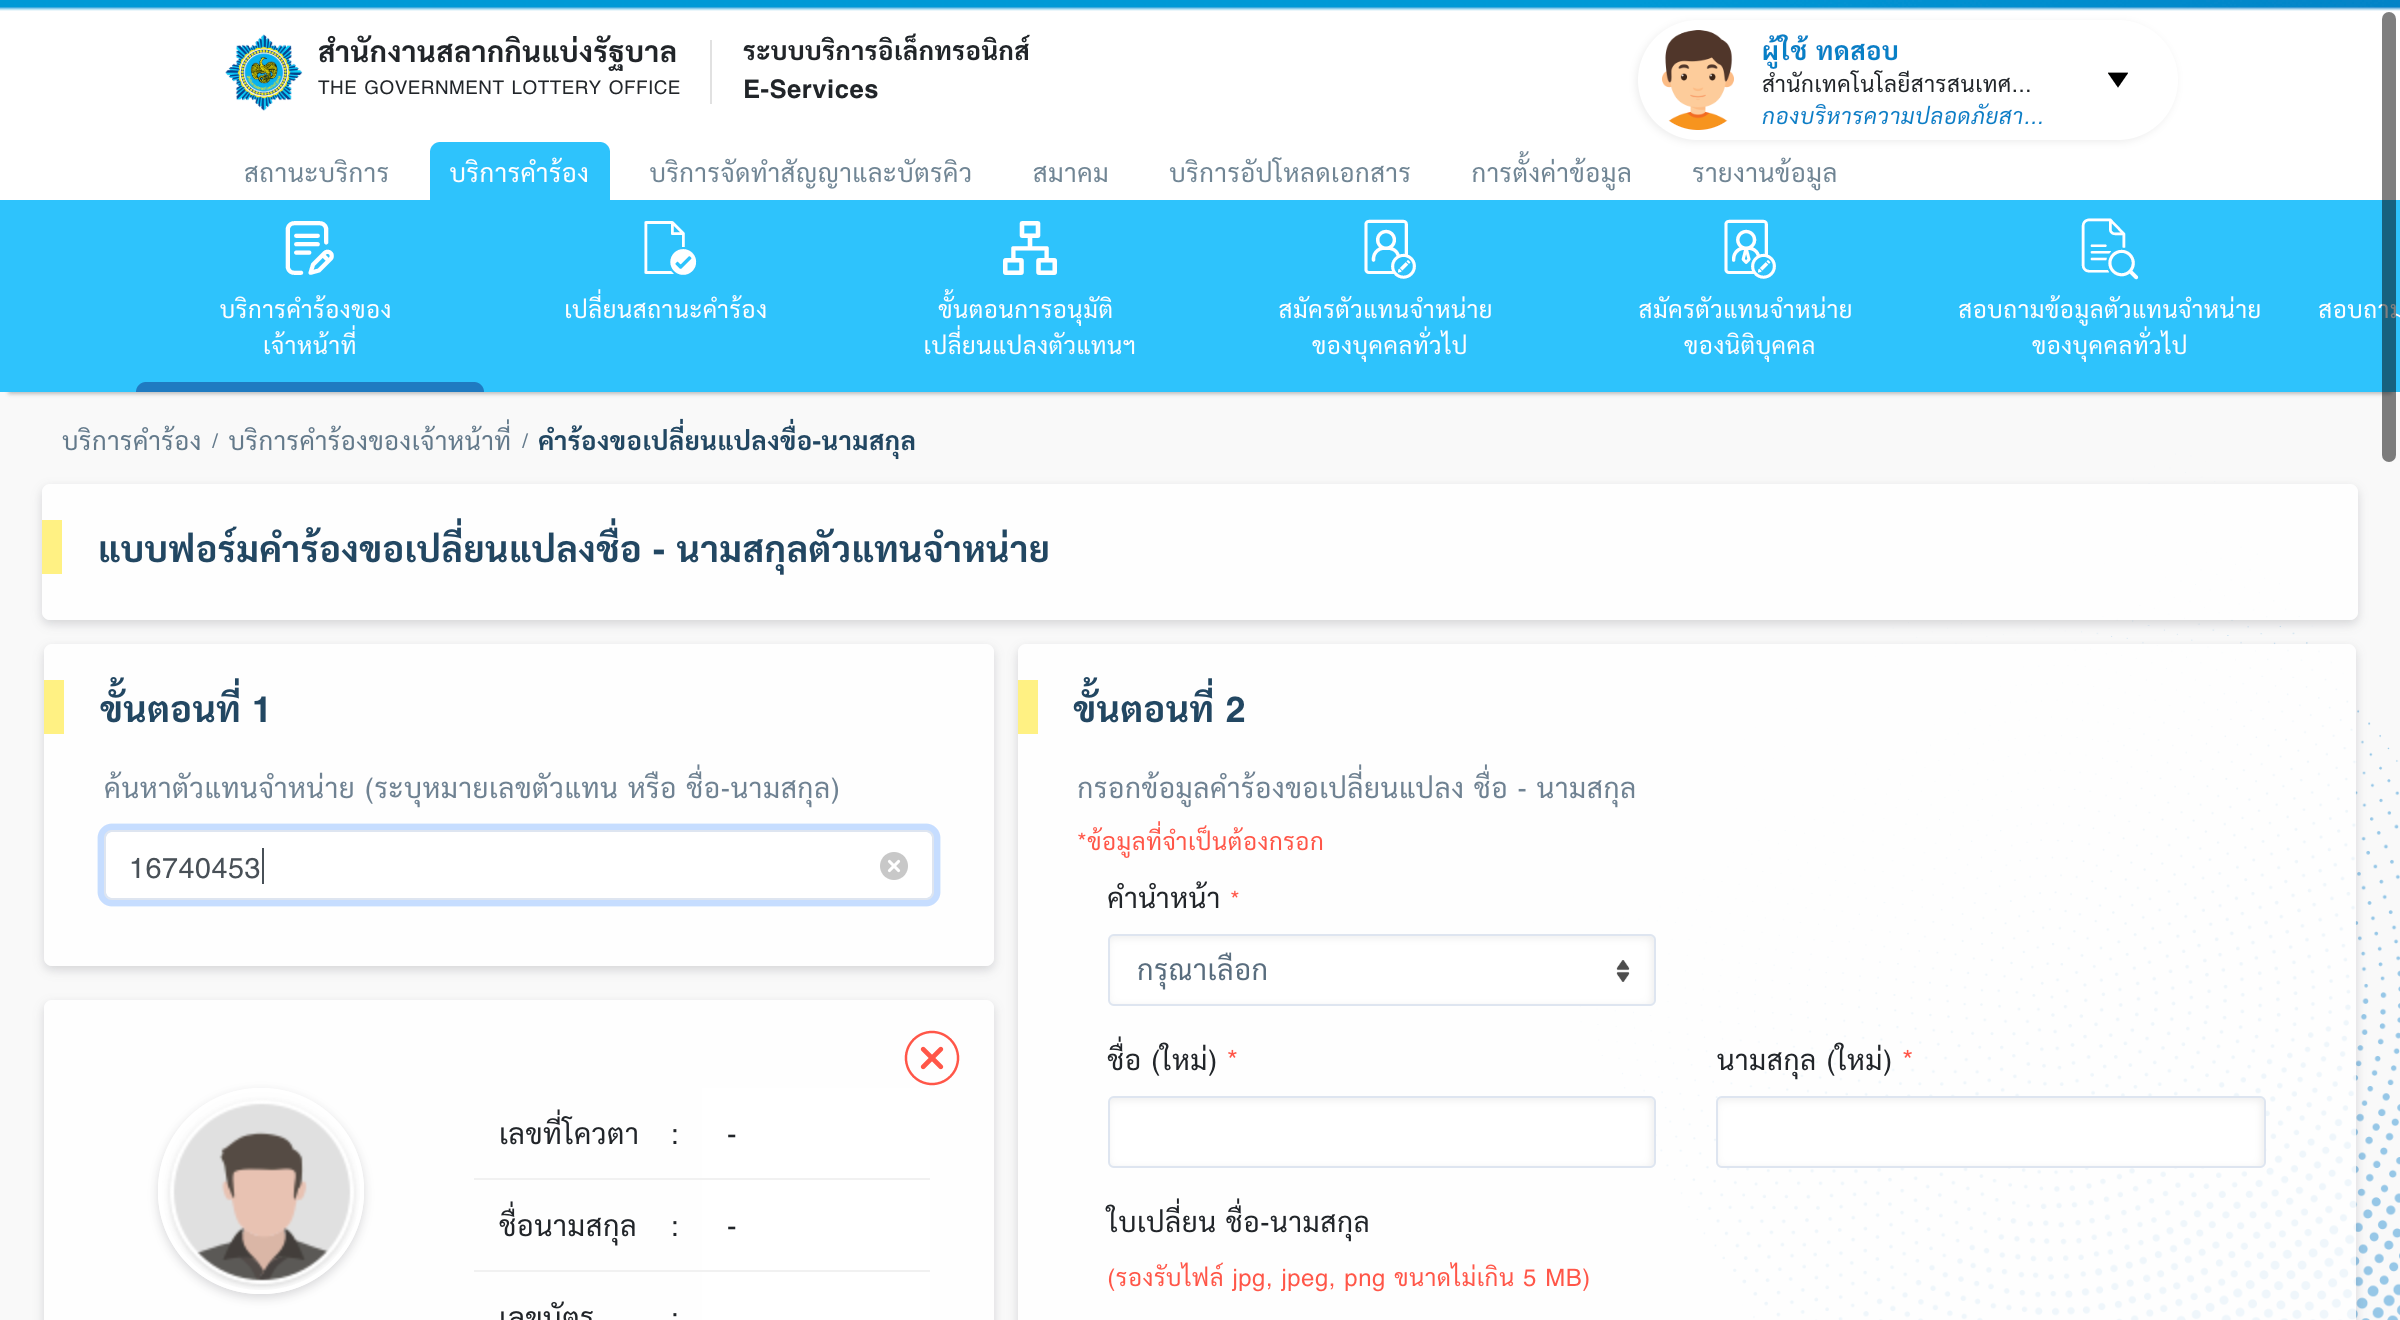 สำนักงานสลากกินแบ่งรัฐบาล
THE GOVERNMENT LOTTERY OFFICE
ระบบบริการอิเล็กทรอนิกส์
E-Services
ผู้ใช้ ทดสอบ
สำนักเทคโนโลยีสารสนเทศ...
กองบริหารความปลอดภัยสา...
สถานะบริการ
บริการคำร้อง
บริการจัดทำสัญญาและบัตรคิว
สมาคม
บริการอัปโหลดเอกสาร
การตั้งค่าข้อมูล
รายงานข้อมูล
บริการคำร้องของ
เจ้าหน้าที่
เปลี่ยนสถานะคำร้อง
ขั้นตอนการอนุมัติ
เปลี่ยนแปลงตัวแทนฯ
สมัครตัวแทนจำหน่าย
ของบุคคลทั่วไป
สมัครตัวแทนจำหน่าย
ของนิติบุคคล
สอบถามข้อมูลตัวแทนจำหน่าย
ของบุคคลทั่วไป
บริการคำร้อง / บริการคำร้องของเจ้าหน้าที่ / คำร้องขอเปลี่ยนแปลงชื่อ-นามสกุล
แบบฟอร์มคำร้องขอเปลี่ยนแปลงชื่อ - นามสกุลตัวแทนจำหน่าย
ขั้นตอนที่ 1
ค้นหาตัวแทนจำหน่าย (ระบุหมายเลขตัวแทน หรือ ชื่อ-นามสกุล)
16740453
เลขที่โควตา : -
ชื่อนามสกุล : -
เลขบัตร :
ขั้นตอนที่ 2
กรอกข้อมูลคำร้องขอเปลี่ยนแปลง ชื่อ - นามสกุล
*ข้อมูลที่จำเป็นต้องกรอก
คำนำหน้า *
กรุณาเลือก
ชื่อ (ใหม่) *
นามสกุล (ใหม่) *
ใบเปลี่ยน ชื่อ-นามสกุล
(รองรับไฟล์ jpg, jpeg, png ขนาดไม่เกิน 5 MB)